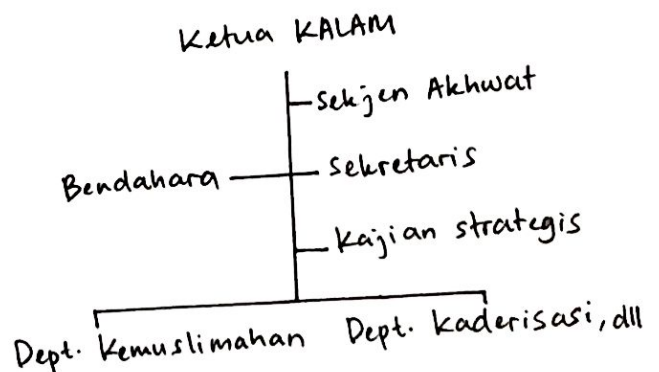 Ketua KALAM
Sekjen Akhwat
Bendahara
Sekretaris
Kajian strategis
Dept. Kemuslimahan
Dept. Kaderisasi, dll